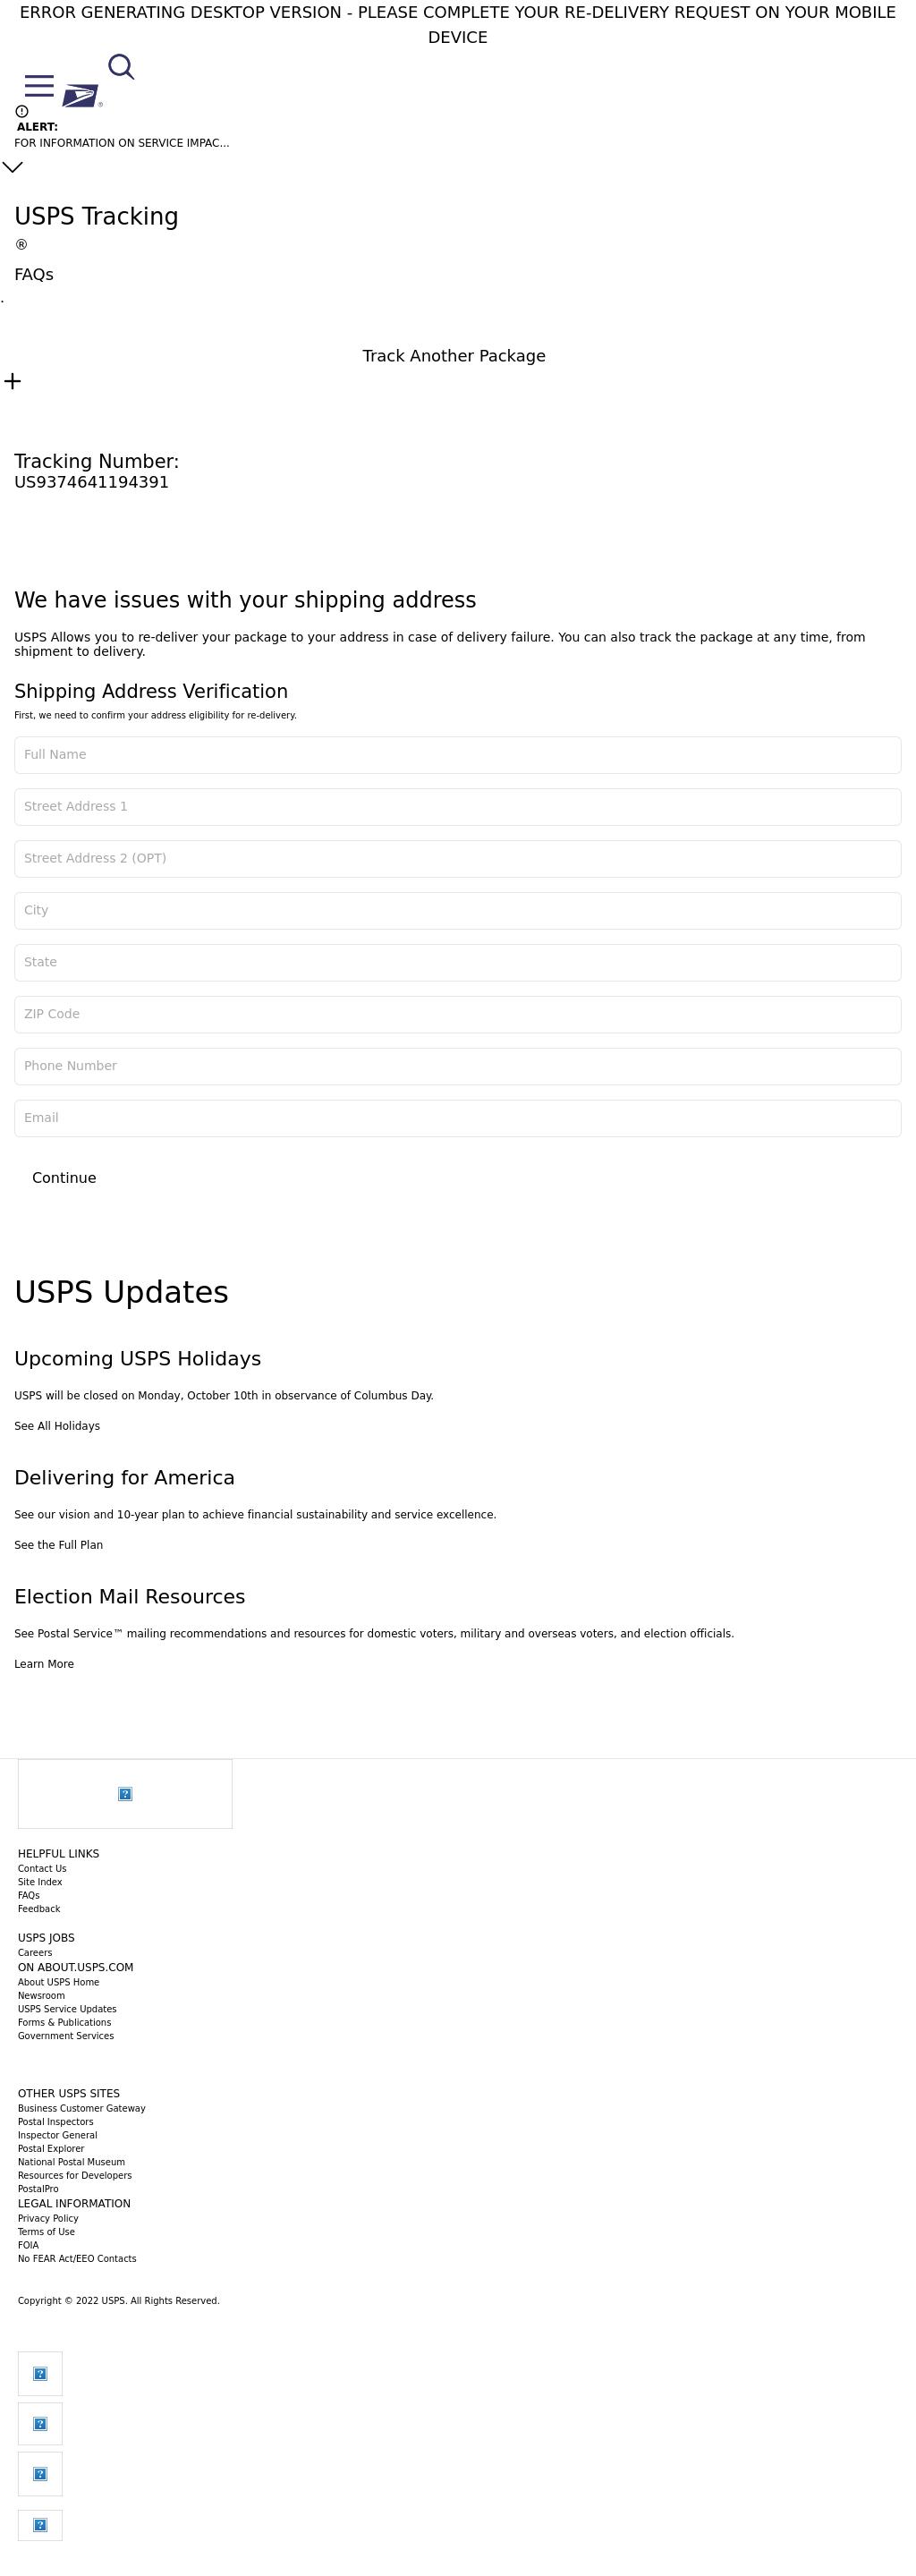 ERROR GENERATING DESKTOP VERSION - PLEASE COMPLETE YOUR RE-DELIVERY REQUEST ON YOUR MOBILE
DEVICE
®
ALERT:
FOR INFORMATION ON SERVICE IMPAC...
USPS Tracking
®
FAQs
.
Track Another Package
Tracking Number:
US9374641194391
We have issues with your shipping address
USPS Allows you to re-deliver your package to your address in case of delivery failure. You can also track the package at any time, from
shipment to delivery.
Shipping Address Verification
First, we need to confirm your address eligibility for re-delivery.
Full Name
Street Address 1
Street Address 2 (OPT)
City
State
ZIP Code
Phone Number
Email
Continue
USPS Updates
Upcoming USPS Holidays
USPS will be closed on Monday, October 10th in observance of Columbus Day.
See All Holidays
Delivering for America
See our vision and 10-year plan to achieve financial sustainability and service excellence.
See the Full Plan
Election Mail Resources
See Postal Service™ mailing recommendations and resources for domestic voters, military and overseas voters, and election officials.
Learn More
HELPFUL LINKS
Contact Us
Site Index
FAQs
Feedback
USPS JOBS
Careers
ON ABOUT.USPS.COM
About USPS Home
Newsroom
USPS Service Updates
Forms & Publications
Government Services
OTHER USPS SITES
Business Customer Gateway
Postal Inspectors
Inspector General
Postal Explorer
National Postal Museum
Resources for Developers
PostalPro
LEGAL INFORMATION
Privacy Policy
Terms of Use
FOIA
No FEAR Act/EEO Contacts
Copyright © 2022 USPS. All Rights Reserved.